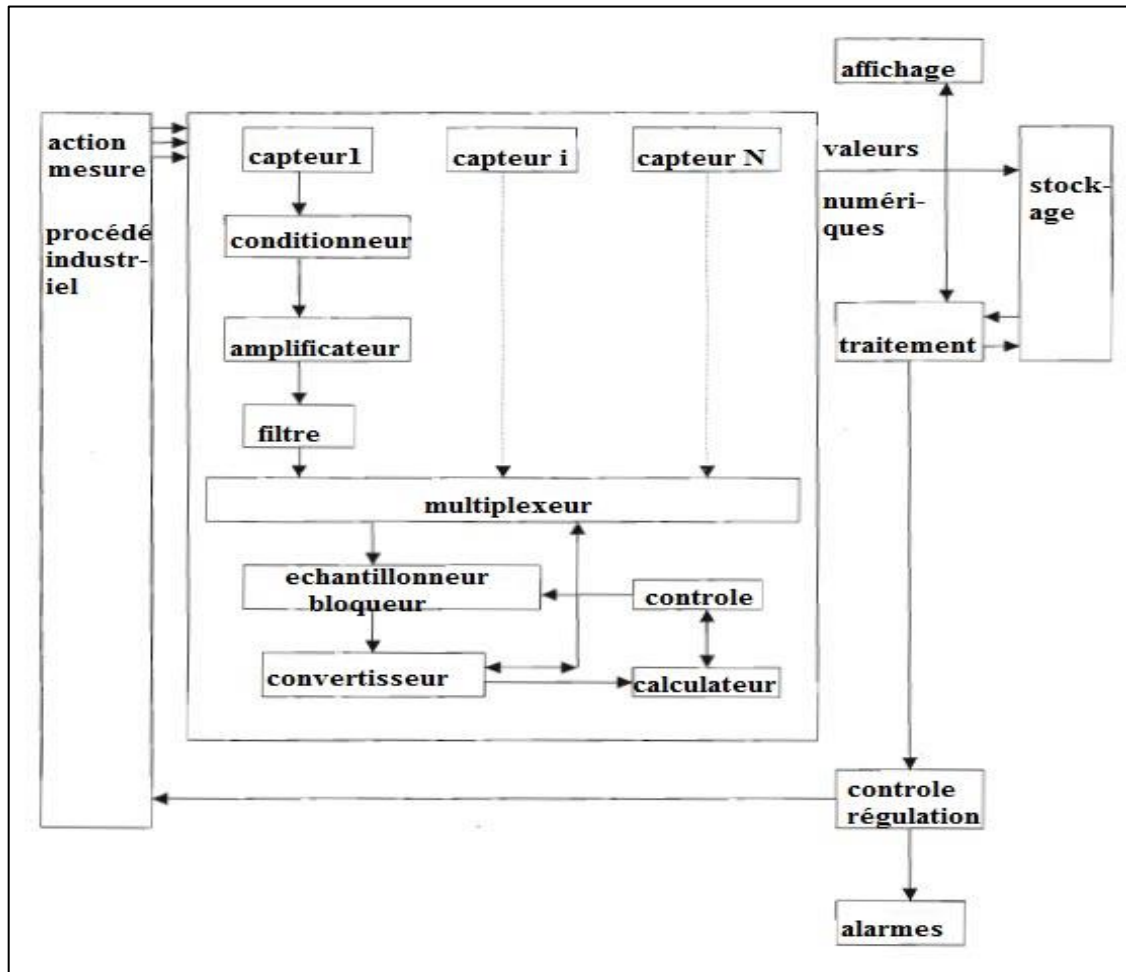 affichage
action
mesure
procédé
industr-
iel
capteur1
capteur i
capteur N
valeurs
numéri-
ques
stock-
age
conditionneur
amplificateur
traitement
filtre
multiplexeur
echantillonneur
bloqueur
controle
convertisseur
calculateur
controle
régulation
alarmes